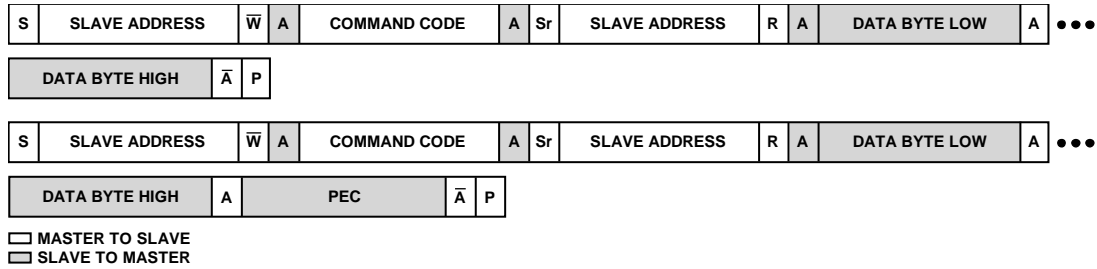 S SLAVE ADDRESS W̅ A COMMAND CODE A Sr SLAVE ADDRESS R A DATA BYTE LOW A •••
DATA BYTE HIGH A̅ P
S SLAVE ADDRESS W̅ A COMMAND CODE A Sr SLAVE ADDRESS R A DATA BYTE LOW A •••
DATA BYTE HIGH A PEC A̅ P
MASTER TO SLAVE
SLAVE TO MASTER